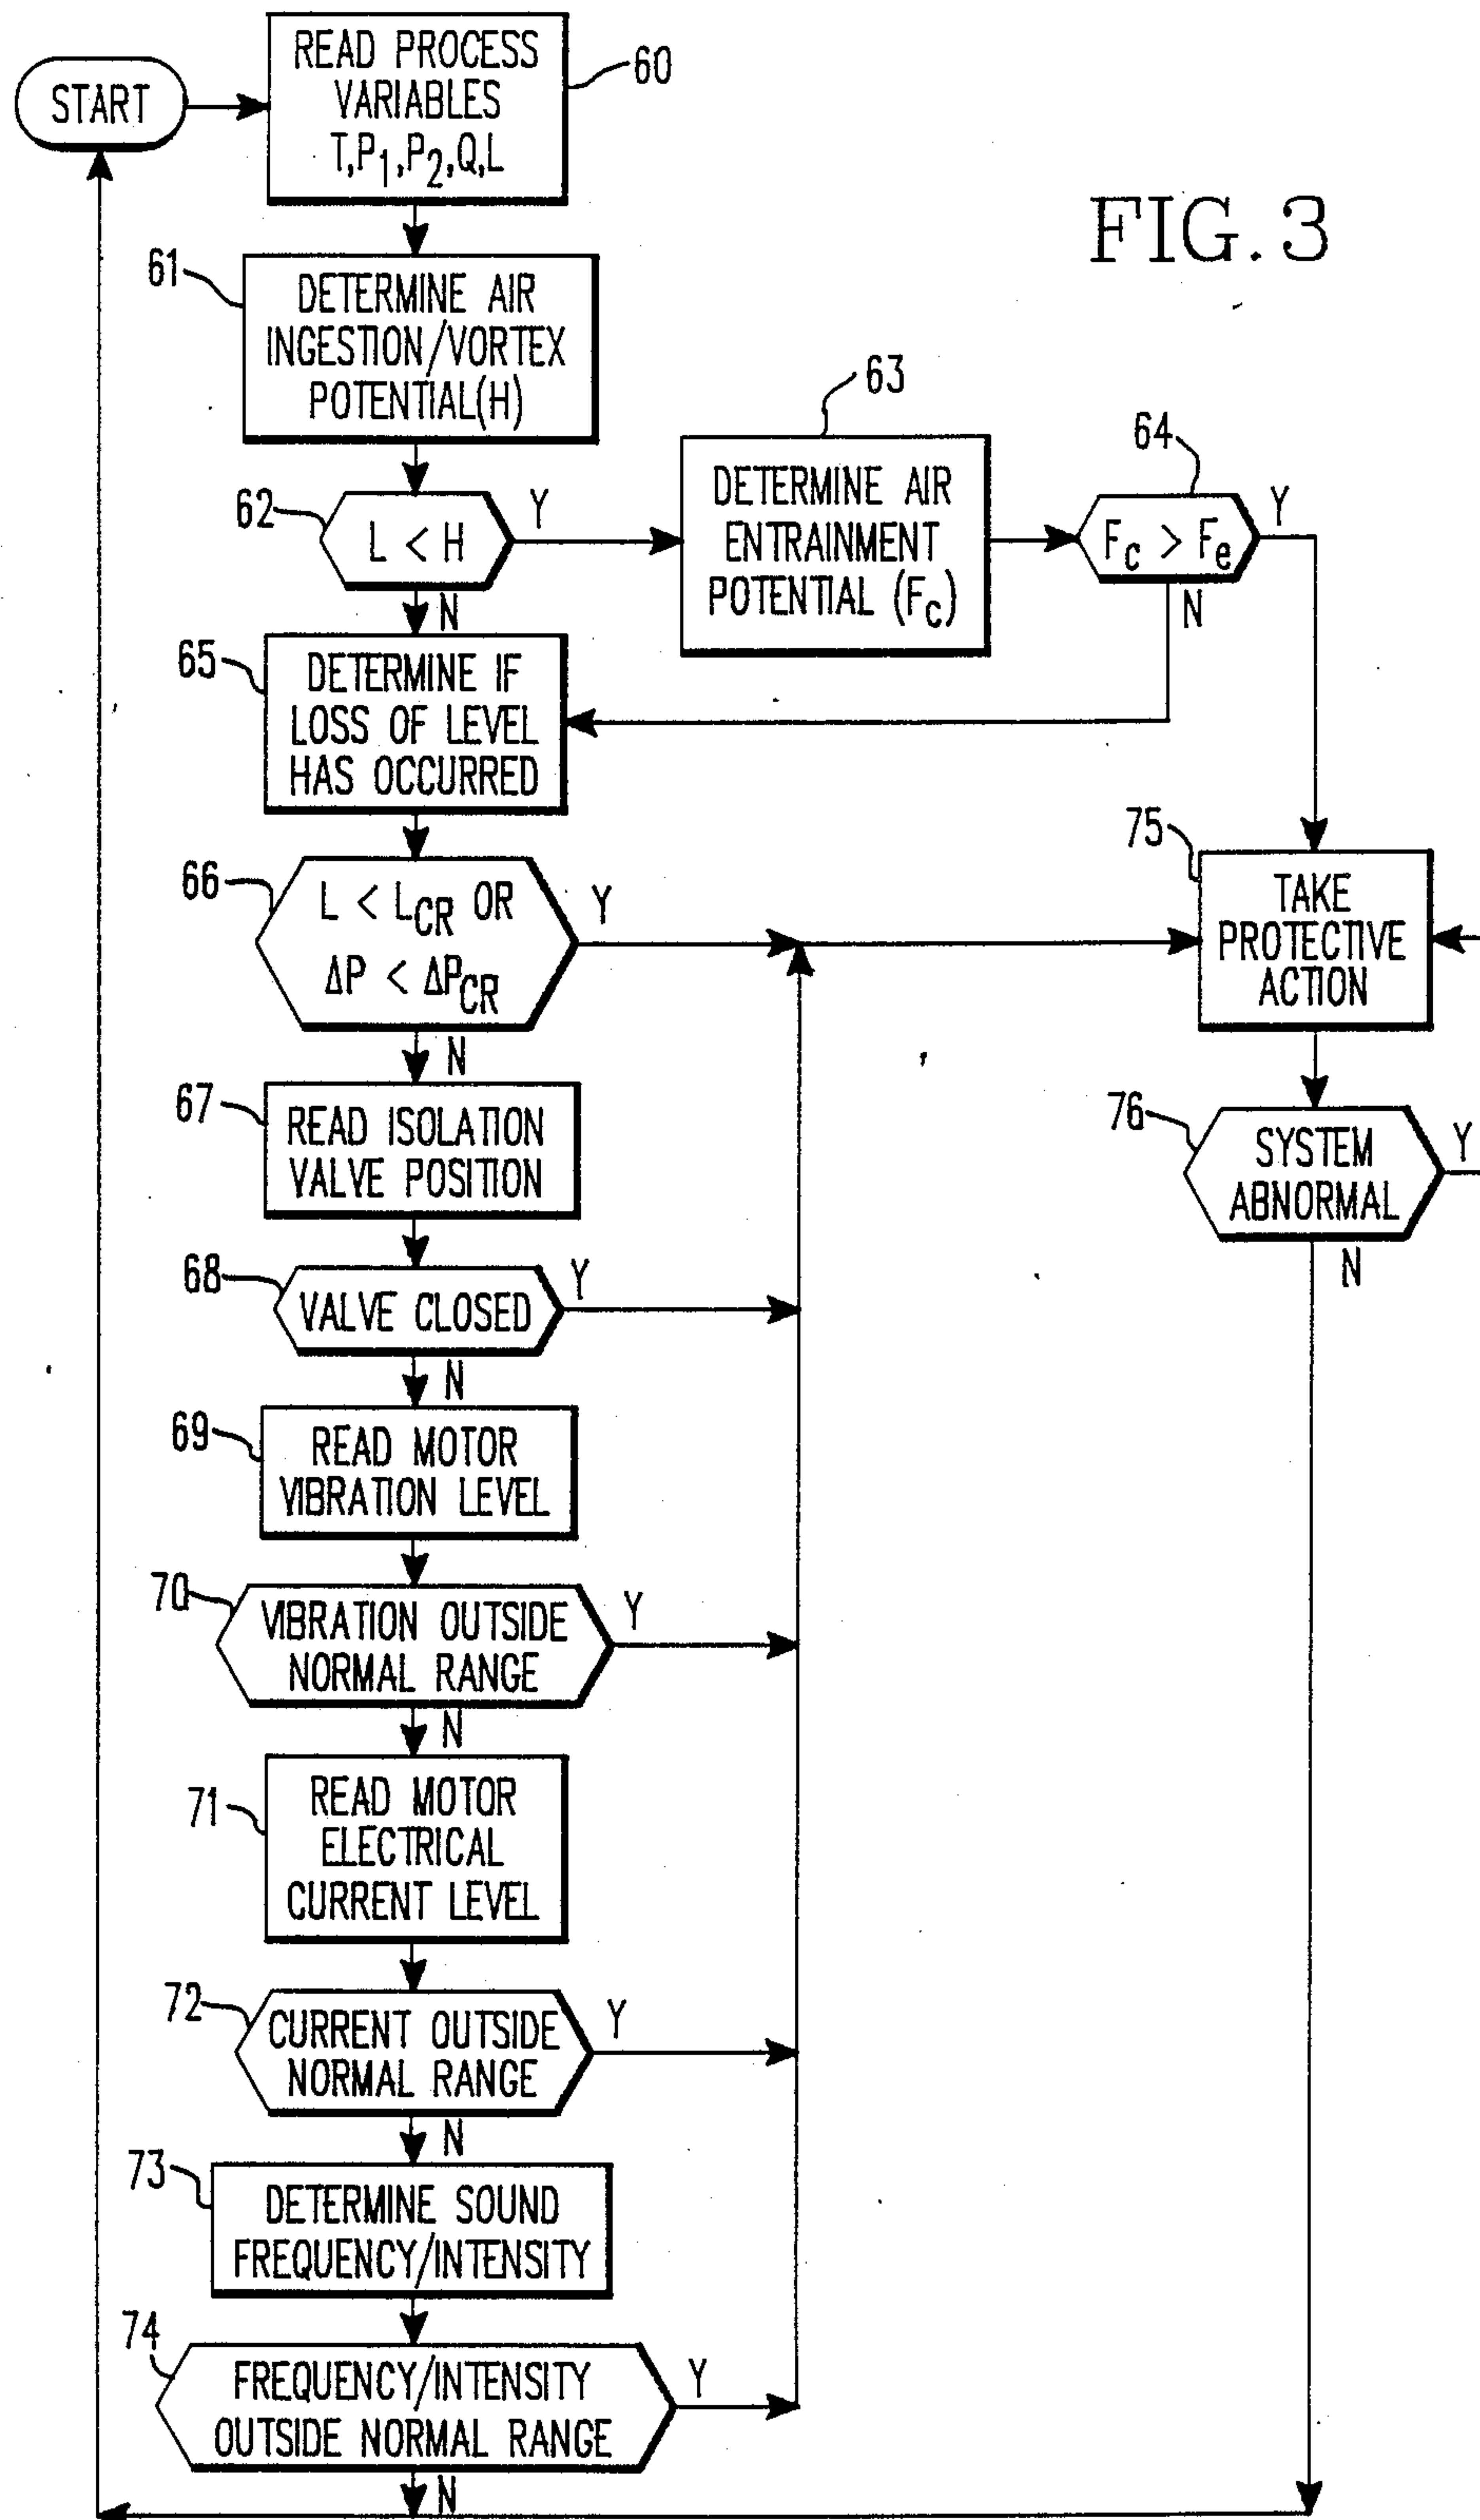 START
READ PROCESS
VARIABLES
T,P1,P2,Q,L
60
FIG. 3
61
DETERMINE AIR
INGESTION/VORTEX
POTENTIAL(H)
62
L < H
Y
N
63
DETERMINE AIR
ENTRAINMENT
POTENTIAL (Fc)
64
Fc > Fe
Y
N
65
DETERMINE IF
LOSS OF LEVEL
HAS OCCURRED
66
L < LCR OR
ΔP < ΔPCR
Y
N
75
TAKE
PROTECTIVE
ACTION
76
SYSTEM
ABNORMAL
Y
N
67
READ ISOLATION
VALVE POSITION
68
VALVE CLOSED
Y
N
69
READ MOTOR
VIBRATION LEVEL
70
VIBRATION OUTSIDE
NORMAL RANGE
Y
N
71
READ MOTOR
ELECTRICAL
CURRENT LEVEL
72
CURRENT OUTSIDE
NORMAL RANGE
Y
N
73
DETERMINE SOUND
FREQUENCY/INTENSITY
74
FREQUENCY/INTENSITY
OUTSIDE NORMAL RANGE
Y
N